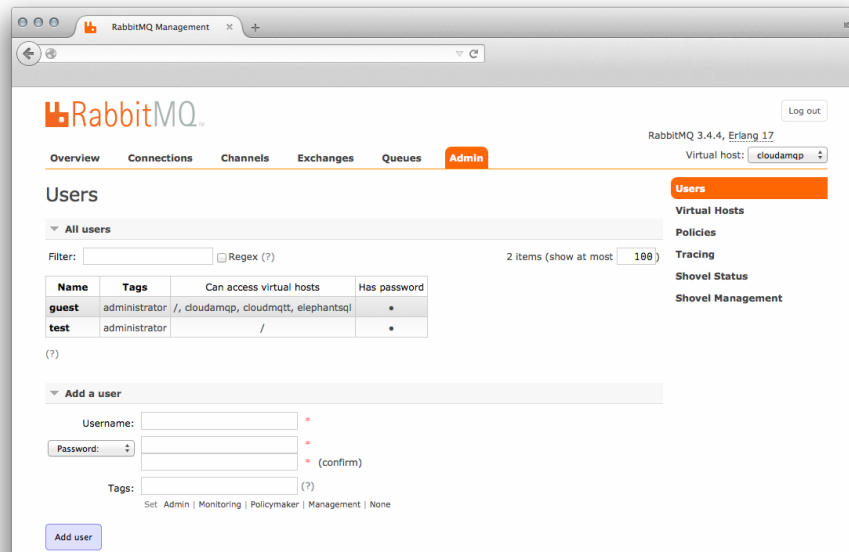 RabbitMQ Management
RabbitMQ
Log out
RabbitMQ 3.4.4, Erlang 17
Overview Connections Channels Exchanges Queues Admin
Virtual host: cloudamqp
Users
Users
Virtual Hosts
Policies
Tracing
Shovel Status
Shovel Management
All users
Filter: Regex (?) 2 items (show at most 100 )
Name Tags Can access virtual hosts Has password
guest administrator /, cloudamqp, cloudmqtt, elephantsql •
test administrator / •
(?)
Add a user
Username: *
Password: *
* (confirm)
Tags: (?)
Set Admin | Monitoring | Policymaker | Management | None
Add user